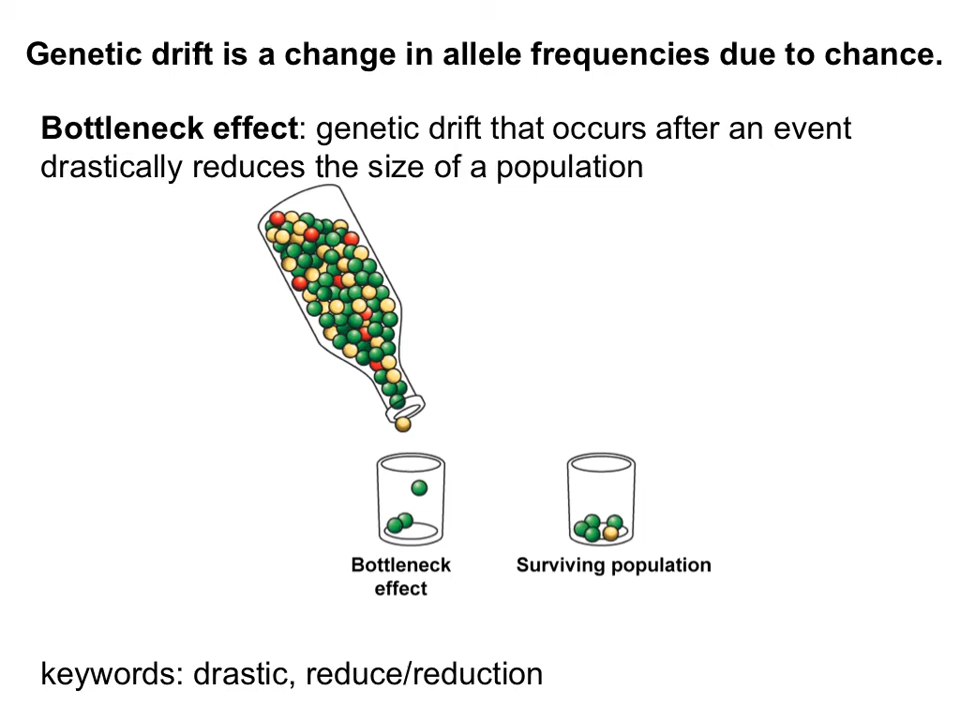 Genetic drift is a change in allele frequencies due to chance.
Bottleneck effect: genetic drift that occurs after an event
drastically reduces the size of a population
Bottleneck
effect
Surviving population
keywords: drastic, reduce/reduction